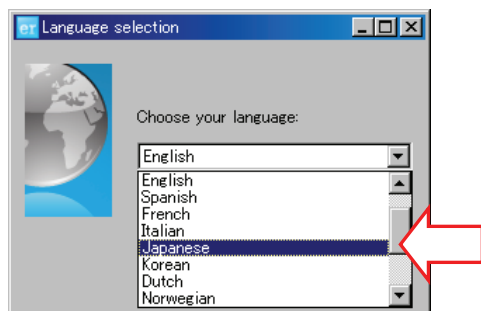 er Language selection
Choose your language:
English
English
Spanish
French
Italian
Japanese
Korean
Dutch
Norwegian